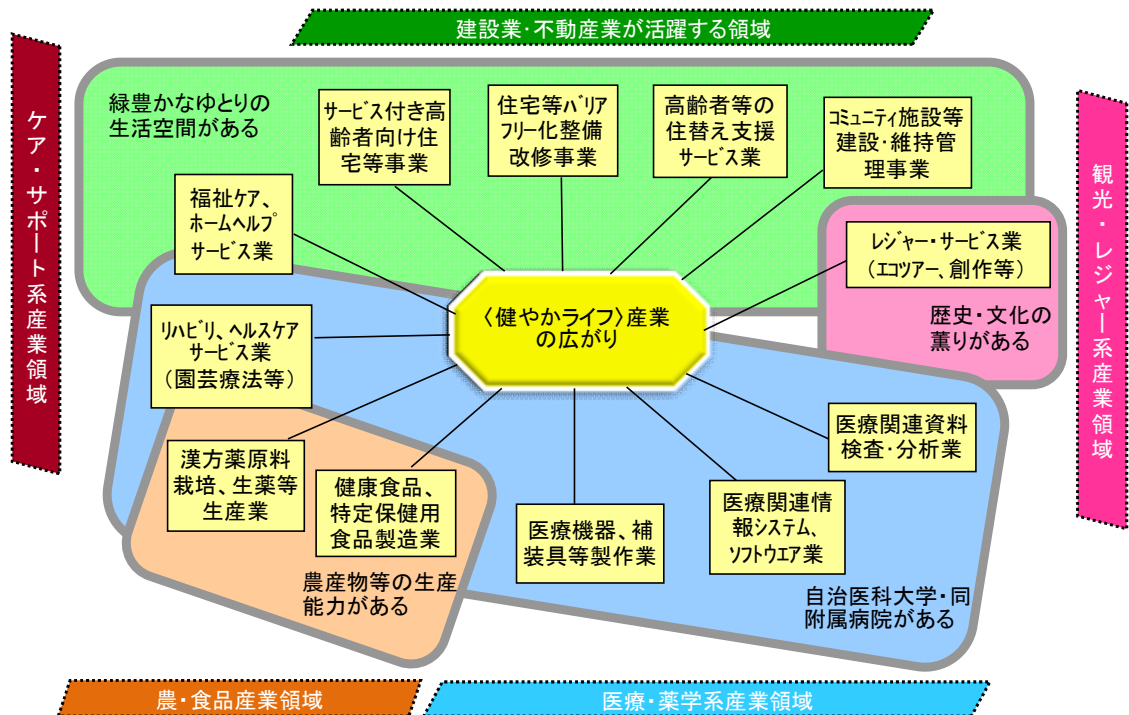 建設業・不動産業が活躍する領域
ケア・サポート系産業領域
観光・レジャー系産業領域
緑豊かなゆとりの
生活空間がある
サービス付き高
齢者向け住
宅等事業
住宅等バリア
フリー化整備
改修事業
高齢者等の
住替え支援
サービス業
コミュニティ施設等
建設・維持管
理事業
福祉ケア、
ホームヘルプ
サービス業
レジャー・サービス業
(エコツアー、創作等)
歴史・文化の
薫りがある
〈健やかライフ〉産業
の広がり
リハビリ、ヘルスケア
サービス業
(園芸療法等)
医療関連資料
検査・分析業
漢方薬原料
栽培、生薬等
生産業
健康食品、
特定保健用
食品製造業
医療機器、補
装具等製作業
医療関連情
報システム、
ソフトウエア業
農産物等の生産
能力がある
自治医科大学・同
附属病院がある
農・食品産業領域
医療・薬学系産業領域